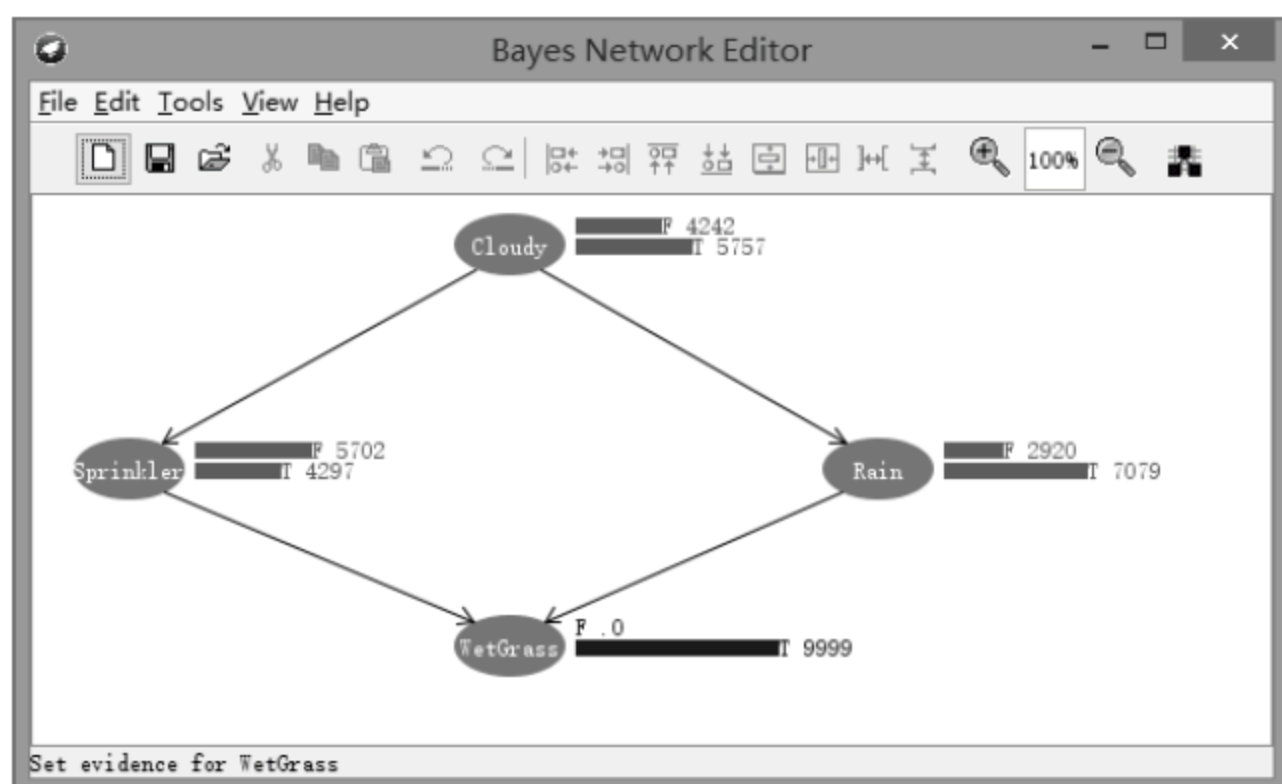 Bayes Network Editor
File Edit Tools View Help
100%
Cloudy
F 4242
T 5757
Sprinkler
F 5702
T 4297
Rain
F 2920
T 7079
WetGrass
F .0
T 9999
Set evidence for WetGrass